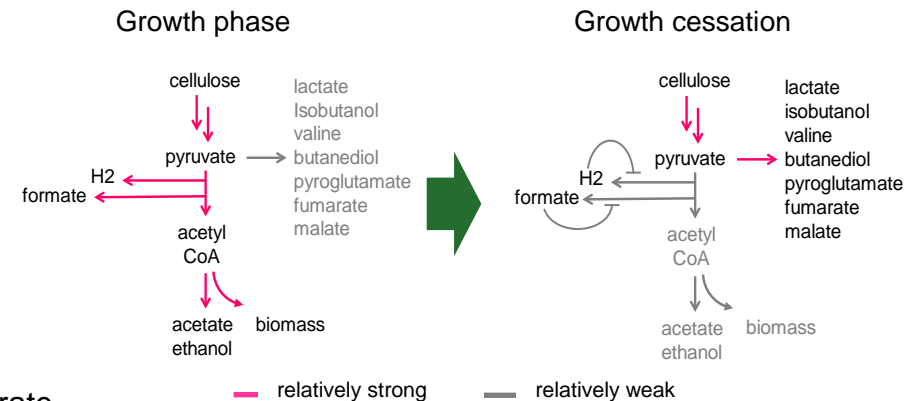 Growth phase
Growth cessation
cellulose
lactate
Isobutanol
valine
butanediol
pyroglutamate
fumarate
malate
pyruvate
H2
formate
acetyl
CoA
acetate
ethanol
biomass
cellulose
lactate
isobutanol
valine
butanediol
pyroglutamate
fumarate
malate
pyruvate
H2
formate
acetyl
CoA
acetate
ethanol
biomass
relatively strong
relatively weak